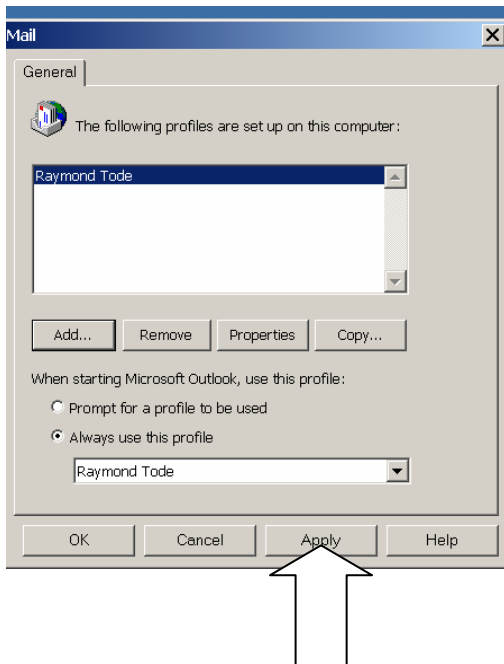 Mail
General
The following profiles are set up on this computer:
Raymond Tode
Add... Remove Properties Copy...
When starting Microsoft Outlook, use this profile:
Prompt for a profile to be used
Always use this profile
Raymond Tode
OK Cancel Apply Help